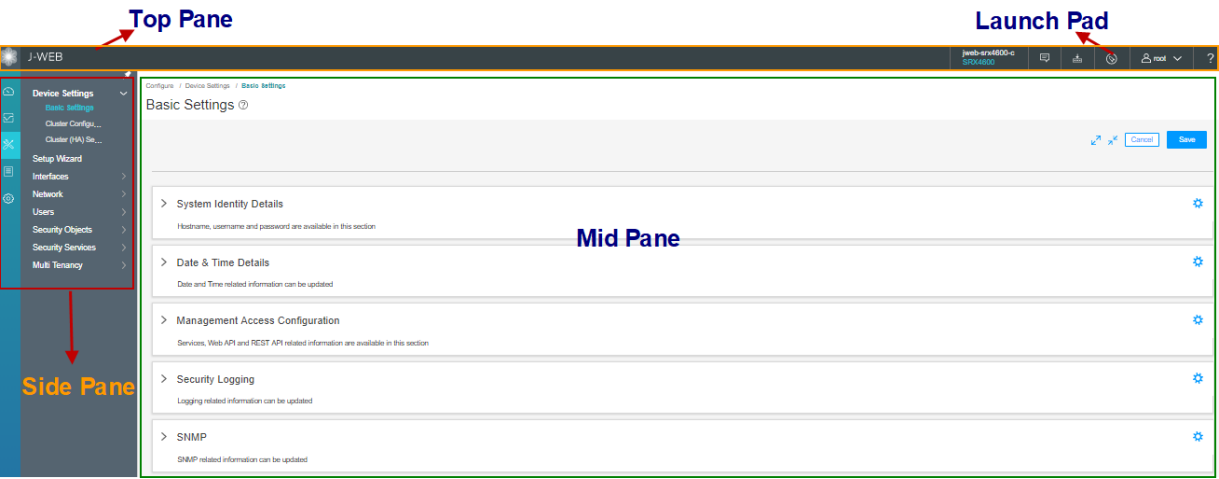 Top Pane
Launch Pad
J-WEB
jweb-srx4600-c
SRX4600
root
?
Device Settings
Basic Settings
Cluster Configu...
Cluster (HA) Se...
Setup Wizard
Interfaces
Network
Users
Security Objects
Security Services
Multi Tenancy
Side Pane
Configure / Device Settings / Basic Settings
Basic Settings ?
Cancel Save
System Identity Details
Hostname, username and password are available in this section
Mid Pane
Date & Time Details
Date and Time related information can be updated
Management Access Configuration
Services, Web API and REST API related information are available in this section
Security Logging
Logging related information can be updated
SNMP
SNMP related information can be updated